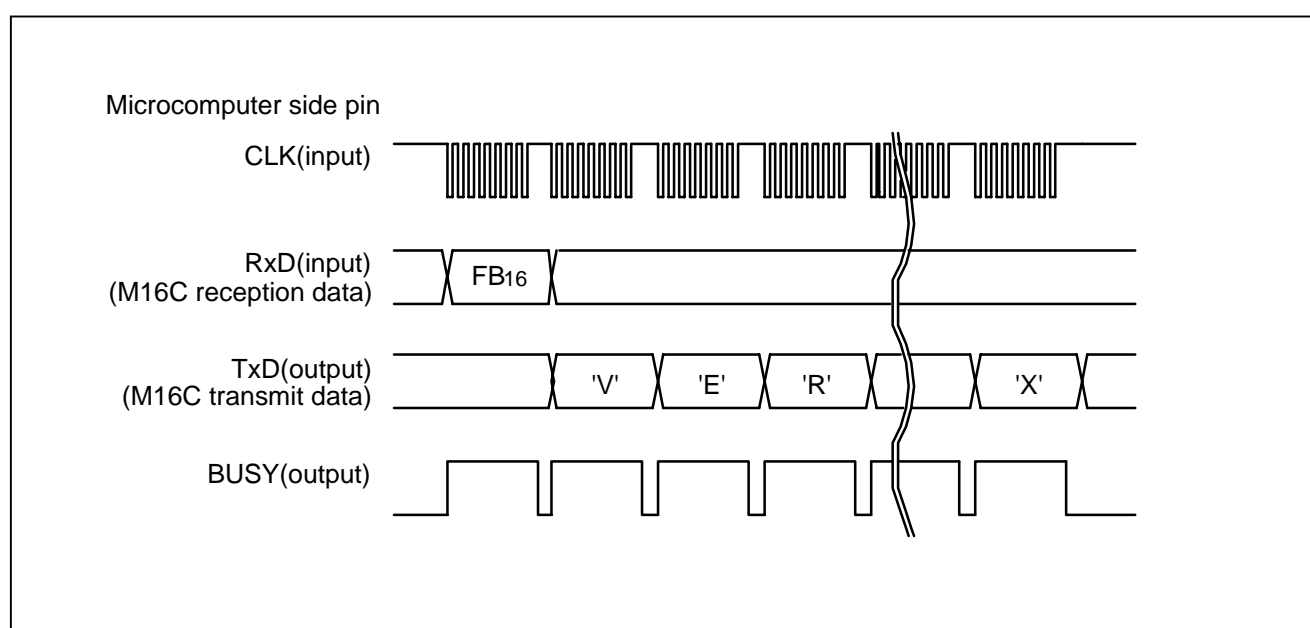 Microcomputer side pin
CLK(input)
RxD(input)
(M16C reception data)
FB16
TxD(output)
(M16C transmit data)
'V' 'E' 'R' 'X'
BUSY(output)